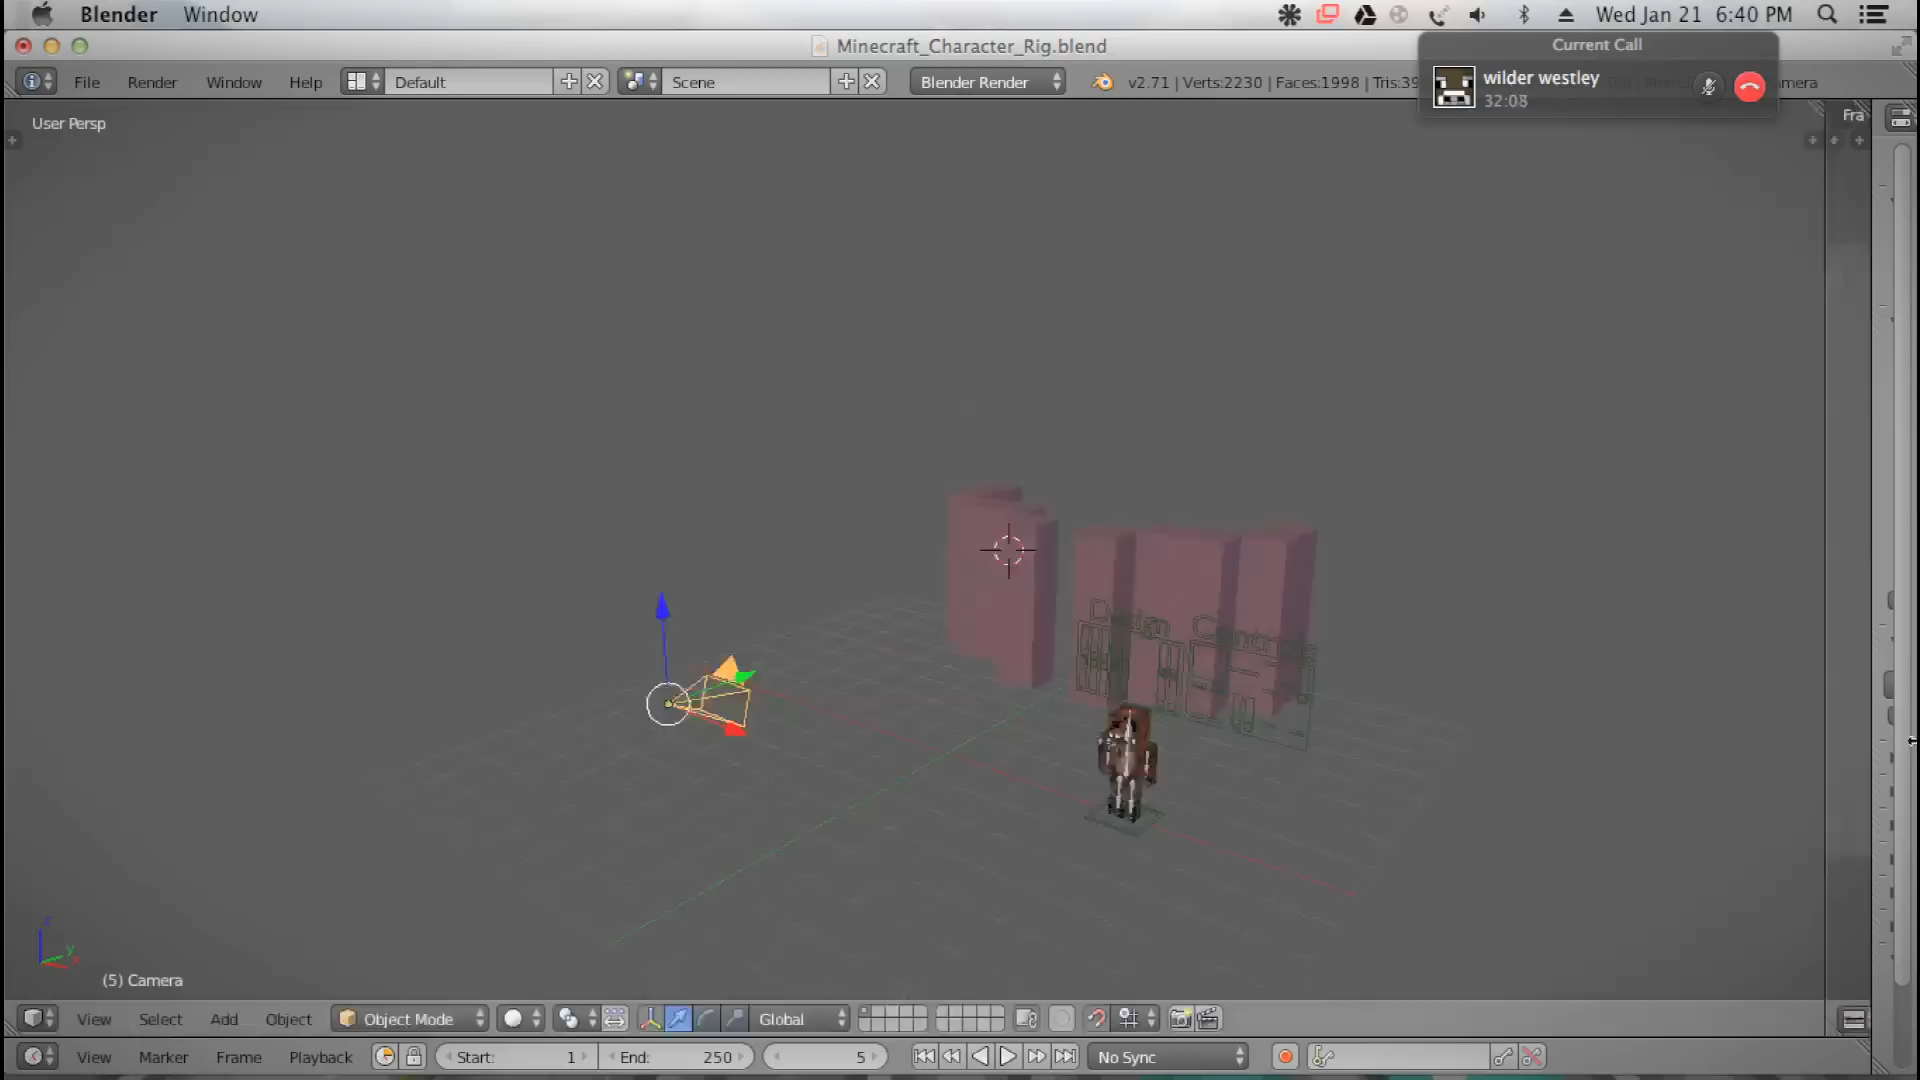 Blender Window
Wed Jan 21 6:40 PM
Minecraft_Character_Rig.blend
Current Call
wilder westley
32:08
File Render Window Help Default Scene Blender Render v2.71 | Verts:2230 | Faces:1998 | Tris:39 mera
User Persp
Fra
Design
z
y
x
(5) Camera
View Select Add Object Object Mode Global
View Marker Frame Playback Start: 1 End: 250 5 No Sync